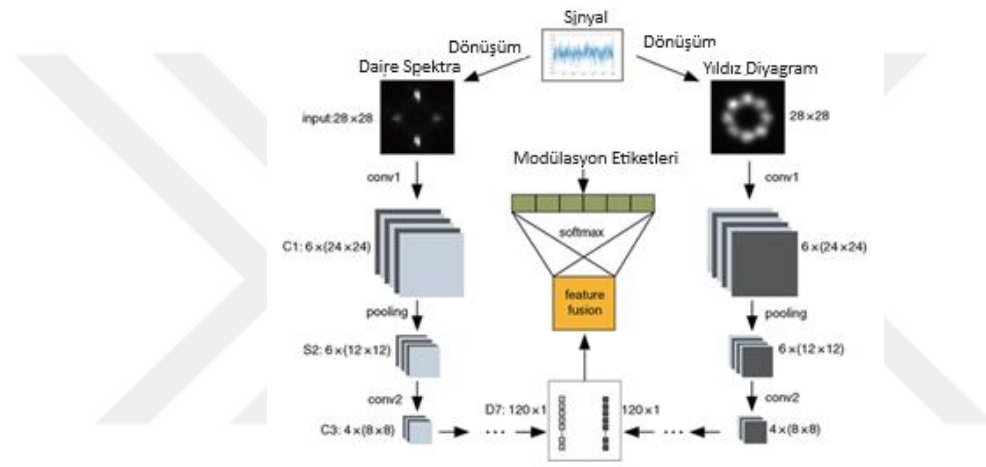 Sinyal
Dönüşüm
Dönüşüm
Daire Spektra
Yıldız Diyagram
input:28×28
28×28
Modülasyon Etiketleri
conv1
conv1
softmax
C1: 6×(24×24)
6×(24×24)
feature
fusion
pooling
pooling
S2: 6×(12×12)
6×(12×12)
conv2
conv2
D7: 120×1
120×1
C3: 4×(8×8)
...
...
4×(8×8)